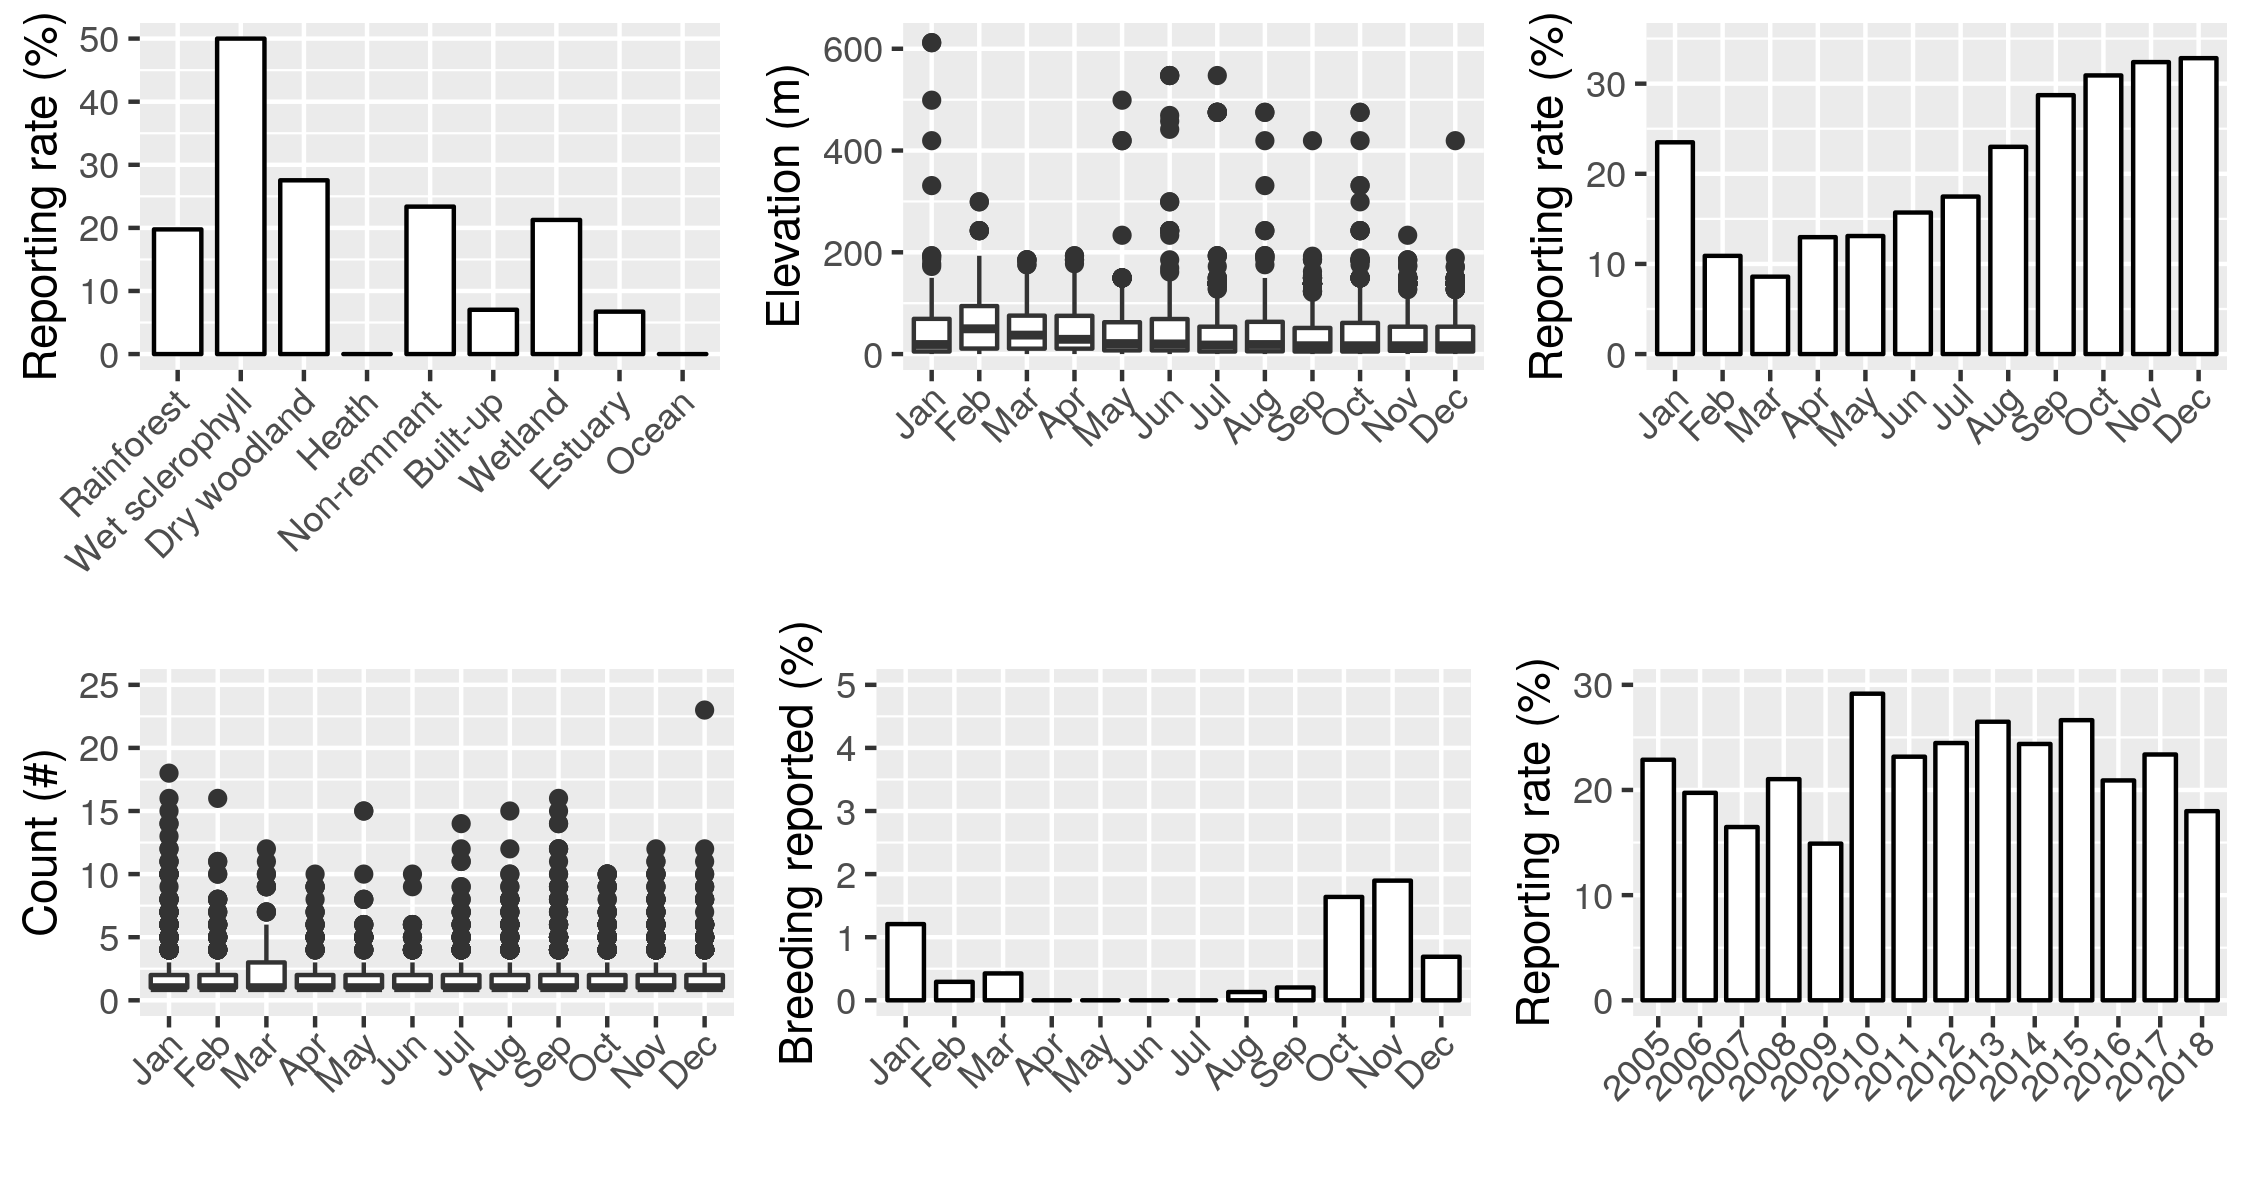 Reporting rate (%)
50
40
30
20
10
0
Rainforest
Wet sclerophyll
Dry woodland
Heath
Non-remnant
Built-up
Wetland
Estuary
Ocean
Elevation (m)
600
400
200
0
Jan
Feb
Mar
Apr
May
Jun
Jul
Aug
Sep
Oct
Nov
Dec
Reporting rate (%)
30
20
10
0
Jan
Feb
Mar
Apr
May
Jun
Jul
Aug
Sep
Oct
Nov
Dec
Count (#)
25
20
15
10
5
0
Jan
Feb
Mar
Apr
May
Jun
Jul
Aug
Sep
Oct
Nov
Dec
Breeding reported (%)
5
4
3
2
1
0
Jan
Feb
Mar
Apr
May
Jun
Jul
Aug
Sep
Oct
Nov
Dec
Reporting rate (%)
30
20
10
0
2005
2006
2007
2008
2009
2010
2011
2012
2013
2014
2015
2016
2017
2018